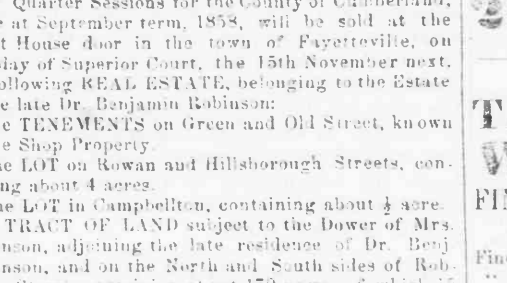 Quarter Sessions for the County of Cumberland,
at September term, 1858, will be sold at the
t House door in the town of Fayetteville, on
day of Superior Court, the 15th November next.
ollowing REAL ESTATE, belonging to the Estate
e late Dr. Benjamin Robinson:
e TENEMENTS on Green and Old Street, known
e Shop Property.
e LOT on Rowan and Hillsborough Streets, con-
ing about 4 acres.
e LOT in Campbellton, containing about ½ acre.
TRACT OF LAND subject to the Dower of Mrs.
inson, adjoining the late residence of Dr. Benj
inson, and on the North and South sides of Rob-
T
W
FIN
Fin